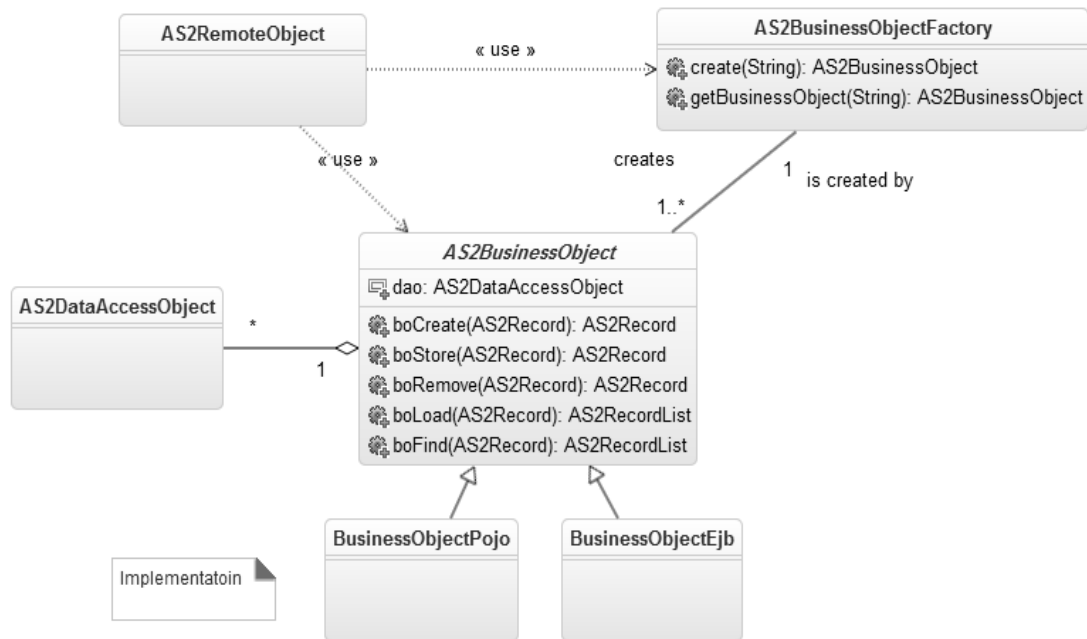 AS2RemoteObject
« use »
AS2BusinessObjectFactory
create(String): AS2BusinessObject
getBusinessObject(String): AS2BusinessObject
« use »
creates
1
is created by
1..*
AS2BusinessObject
dao: AS2DataAccessObject
boCreate(AS2Record): AS2Record
boStore(AS2Record): AS2Record
boRemove(AS2Record): AS2Record
boLoad(AS2Record): AS2RecordList
boFind(AS2Record): AS2RecordList
AS2DataAccessObject
*
1
BusinessObjectPojo
BusinessObjectEjb
Implementatoin